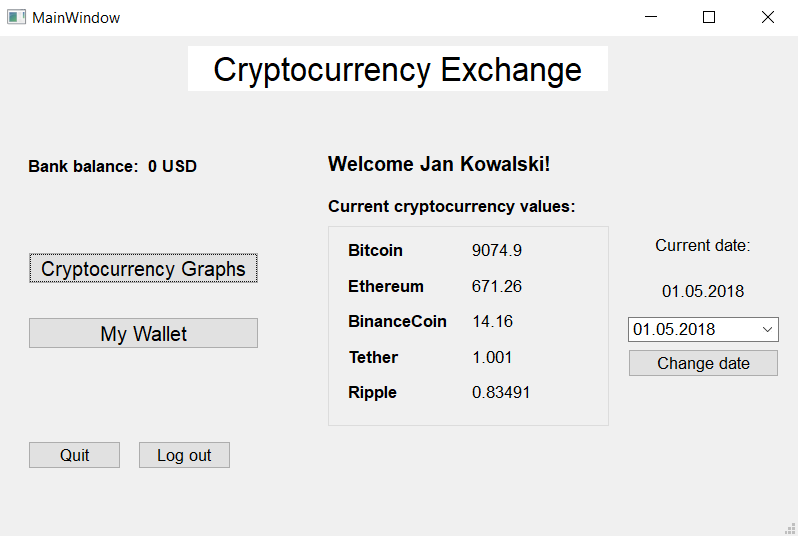 MainWindow
Cryptocurrency Exchange
Bank balance: 0 USD
Welcome Jan Kowalski!
Current cryptocurrency values:
Cryptocurrency Graphs
My Wallet
Bitcoin 9074.9
Ethereum 671.26
BinanceCoin 14.16
Tether 1.001
Ripple 0.83491
Current date:
01.05.2018
01.05.2018
Change date
Quit
Log out